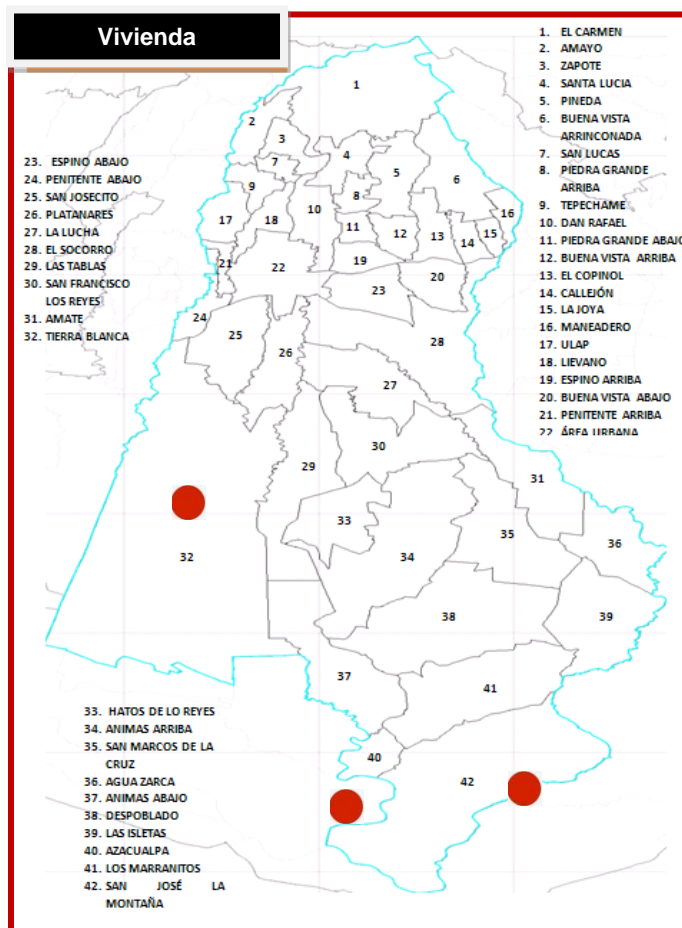 Vivienda
1. EL CARMEN
2. AMAYO
3. ZAPOTE
4. SANTA LUCIA
5. PINEDA
6. BUENA VISTA
ARRINCONADA
7. SAN LUCAS
8. PIEDRA GRANDE
ARRIBA
9. TEPECHAME
10. DAN RAFAEL
11. PIEDRA GRANDE ABAJO
12. BUENA VISTA ARRIBA
13. EL COPINOL
14. CALLEJÓN
15. LA JOYA
16. MANEADERO
17. ULAP
18. LIEVANO
19. ESPINO ARRIBA
20. BUENA VISTA ABAJO
21. PENITENTE ARRIBA
22 ÁREA URBANA
23. ESPINO ABAJO
24. PENITENTE ABAJO
25. SAN JOSECITO
26. PLATANARES
27. LA LUCHA
28. EL SOCORRO
29. LAS TABLAS
30. SAN FRANCISCO
LOS REYES
31. AMATE
32. TIERRA BLANCA
1
2
3
4
7
5
6
9
8
10
16
17
18
11
12
13
14
15
19
21
22
20
23
24
25
26
28
27
30
29
31
33
35
34
36
32
38
39
37
41
40
42
33. HATOS DE LO REYES
34. ANIMAS ARRIBA
35. SAN MARCOS DE LA
CRUZ
36. AGUA ZARCA
37. ANIMAS ABAJO
38. DESPOBLADO
39. LAS ISLETAS
40. AZACUALPA
41. LOS MARRANITOS
42. SAN JOSÉ LA
MONTAÑA